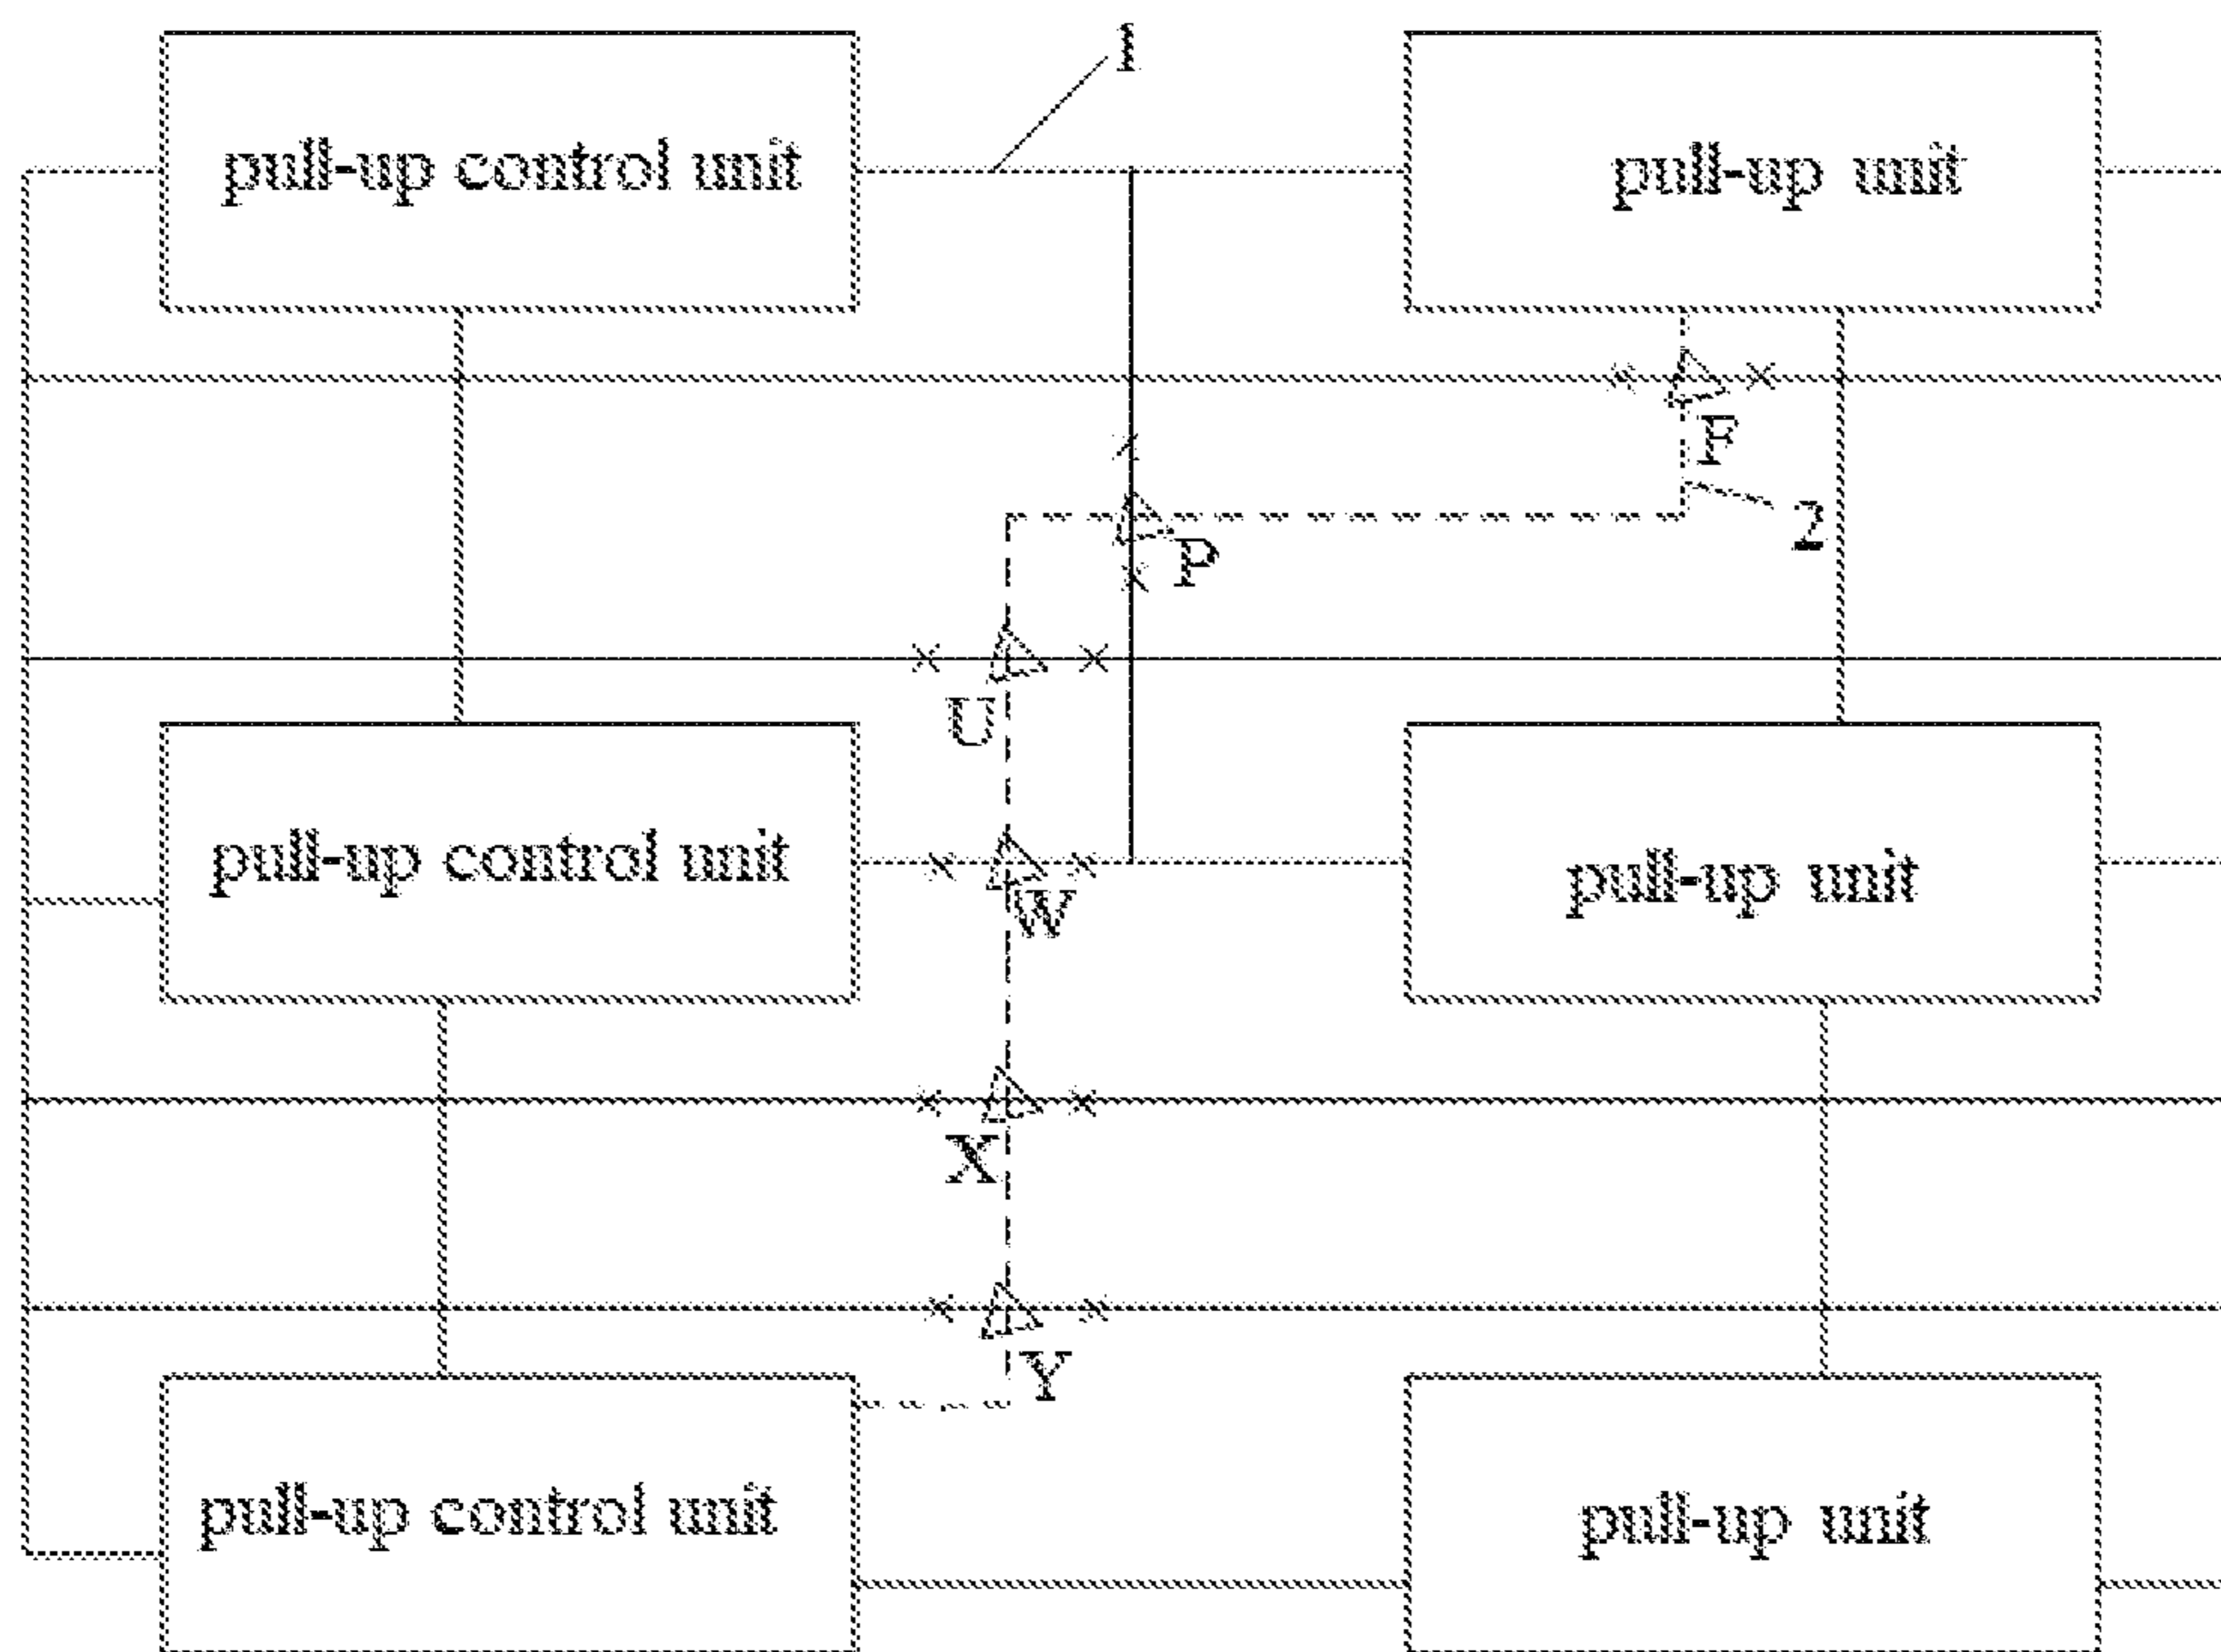 1
pull-up control unit
pull-up unit
F
2
P
U
pull-up control unit
pull-up unit
W
X
Y
pull-up control unit
pull-up unit